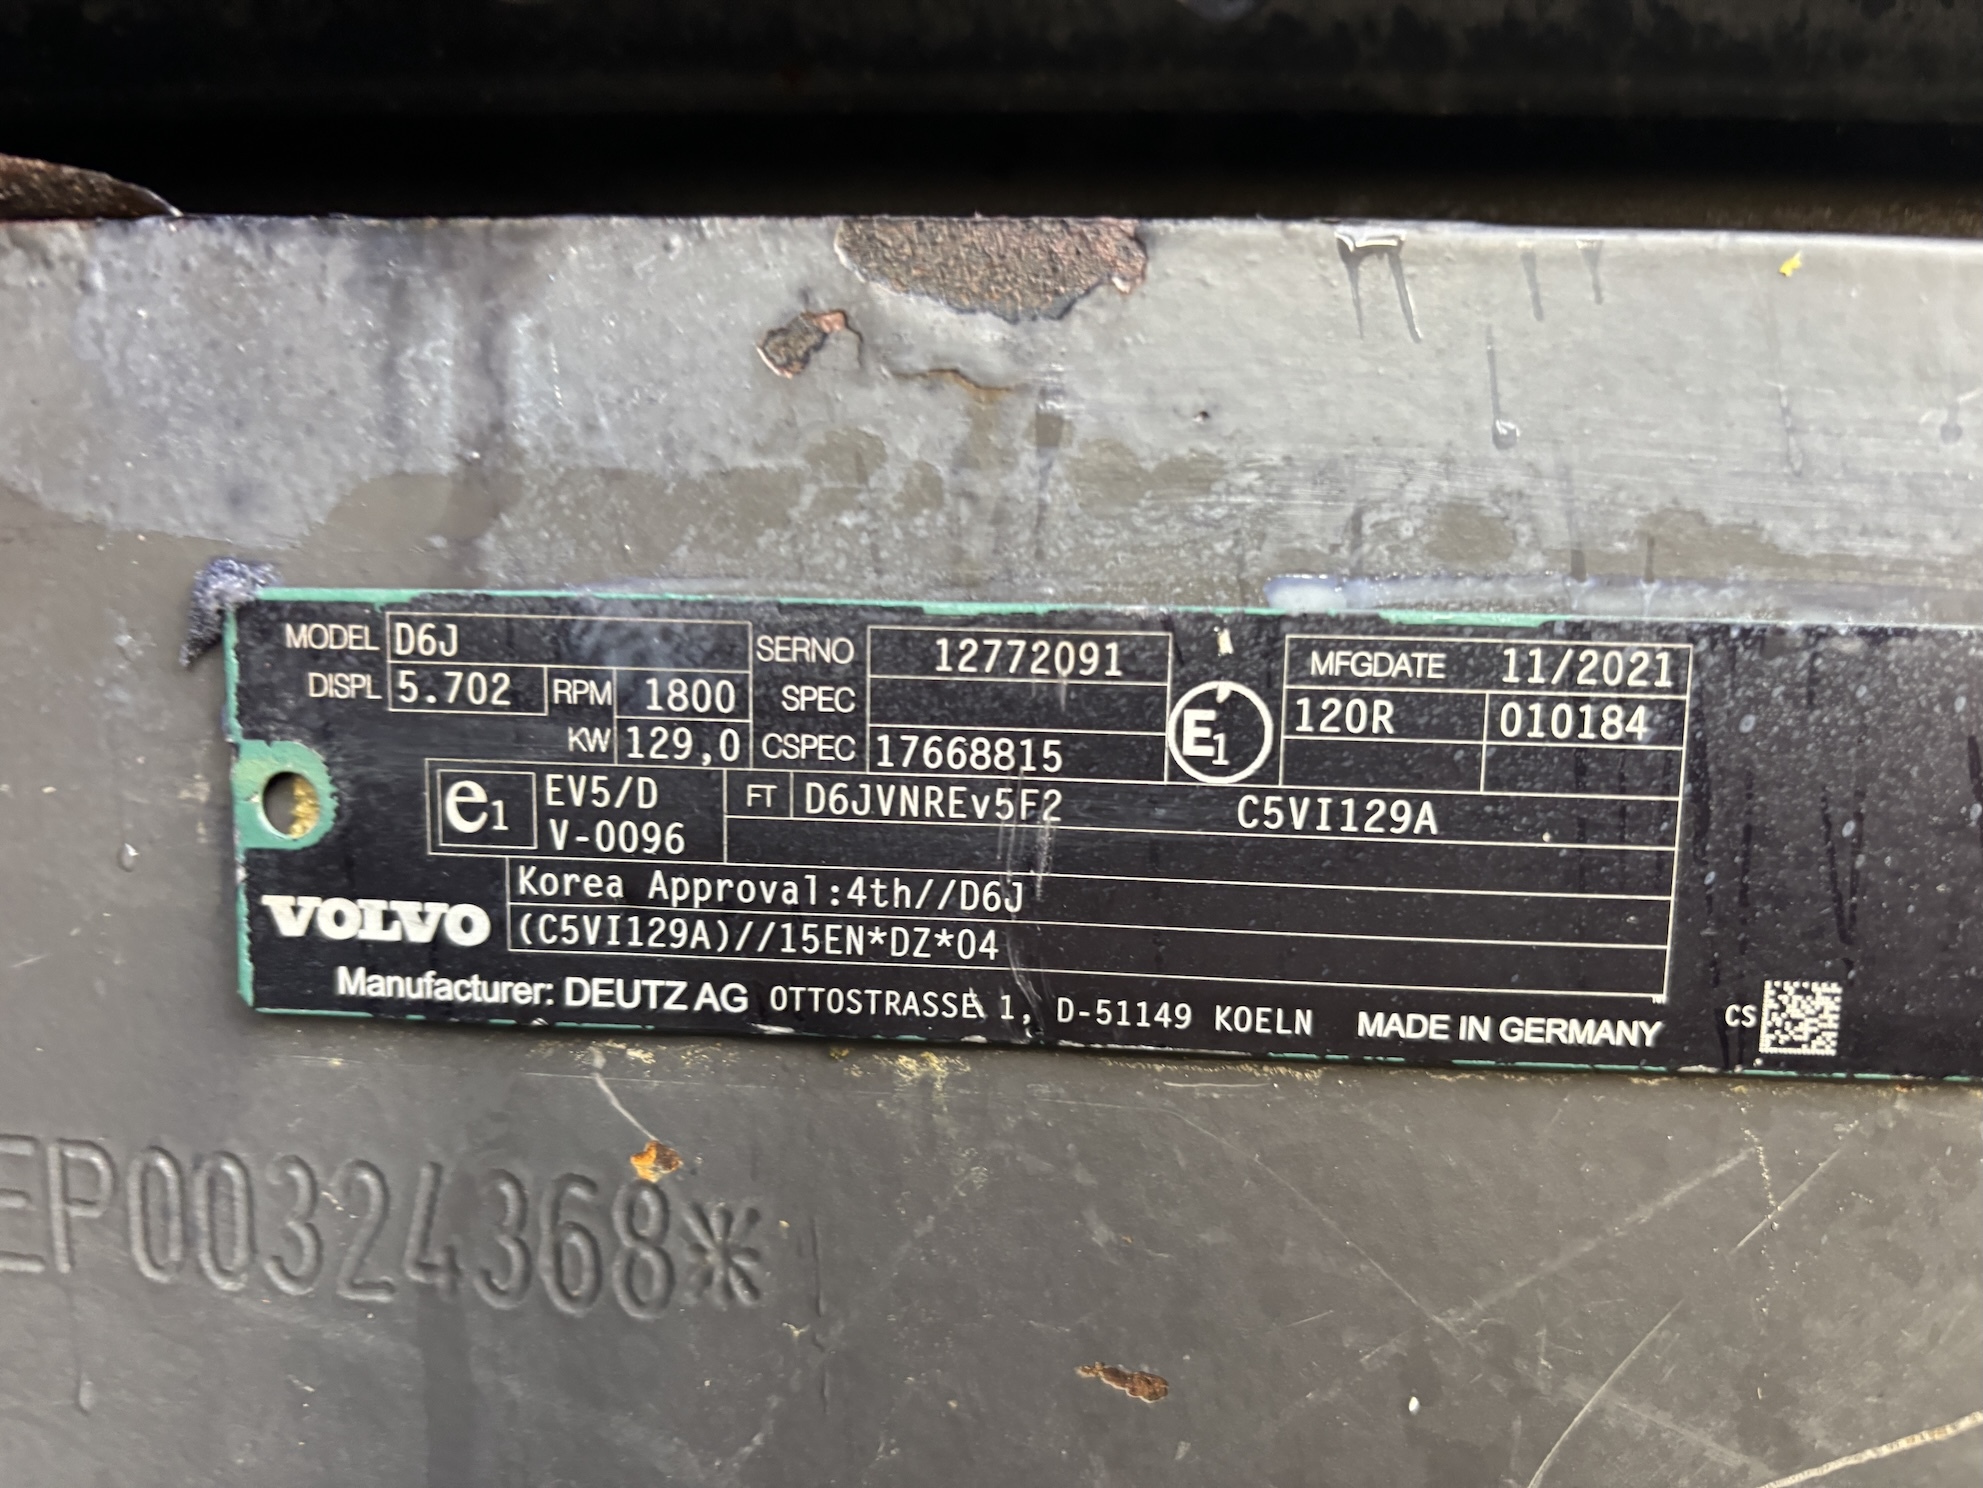 MODEL D6J SERNO 12772091 MFGDATE 11/2021
DISPL 5.702 RPM 1800 SPEC E1 120R 010184
KW 129,0 CSPEC 17668815
e1 EV5/D FT D6JVNREv5F2 C5VI129A
V-0096
Korea Approval:4th//D6J
VOLVO (C5VI129A)//15EN*DZ*04
Manufacturer: DEUTZ AG OTTOSTRASSE 1, D-51149 KOELN MADE IN GERMANY CS
EP00324368*